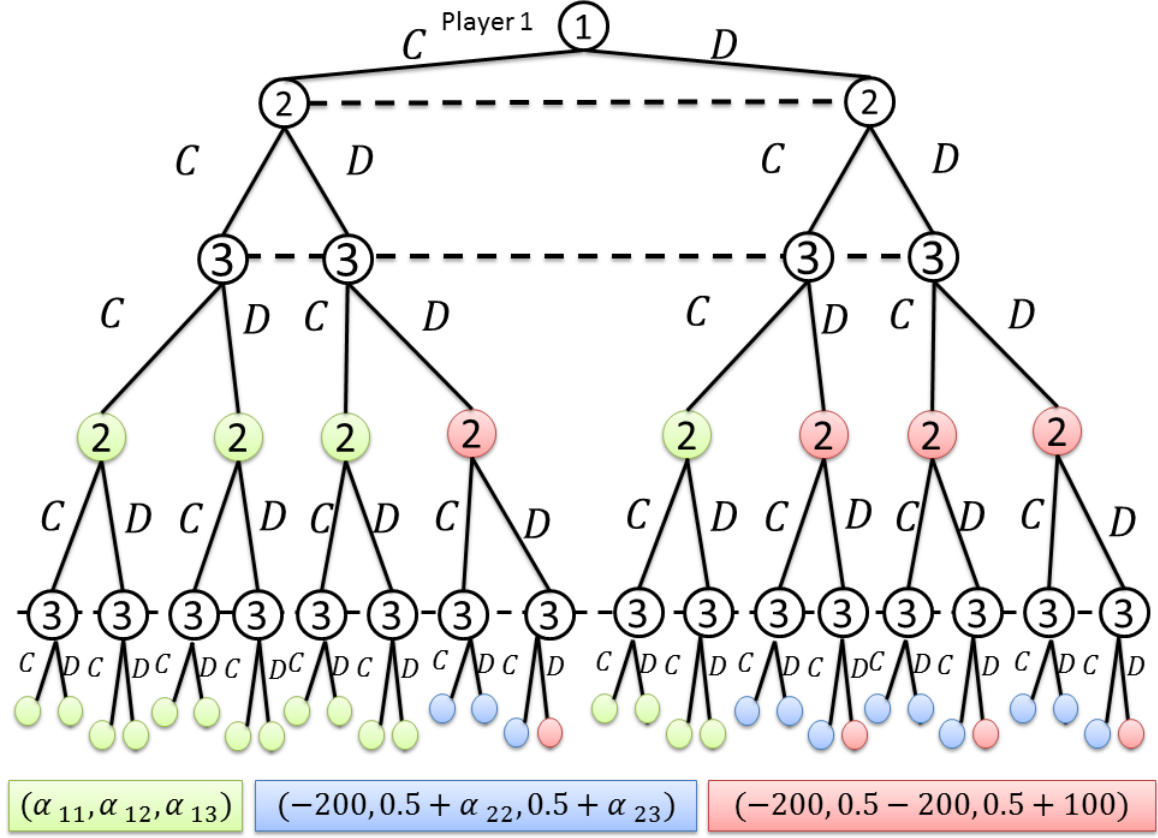 Player 1
1
C D
2 2
C D C D
3 3 3 3
C D C D C D C D
2 2 2 2 2 2 2 2
C D C D C D C D C D C D C D C D
3 3 3 3 3 3 3 3 3 3 3 3 3 3 3 3
C D C D C D C D C D C D C D C D C D C D C D C D C D C D C D C D
(α 11, α 12, α 13) (−200, 0.5 + α 22, 0.5 + α 23) (−200, 0.5 − 200, 0.5 + 100)